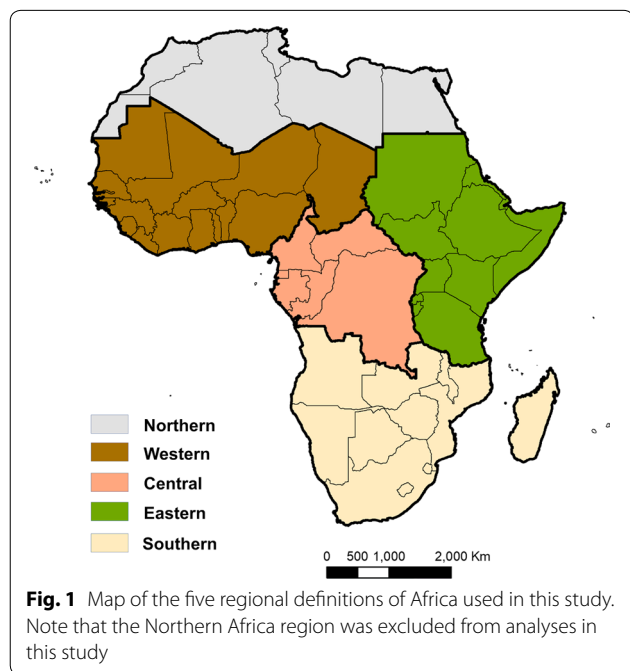 Northern
Western
Central
Eastern
Southern
0 500 1,000 2,000 Km
Fig. 1 Map of the five regional definitions of Africa used in this study.
Note that the Northern Africa region was excluded from analyses in
this study